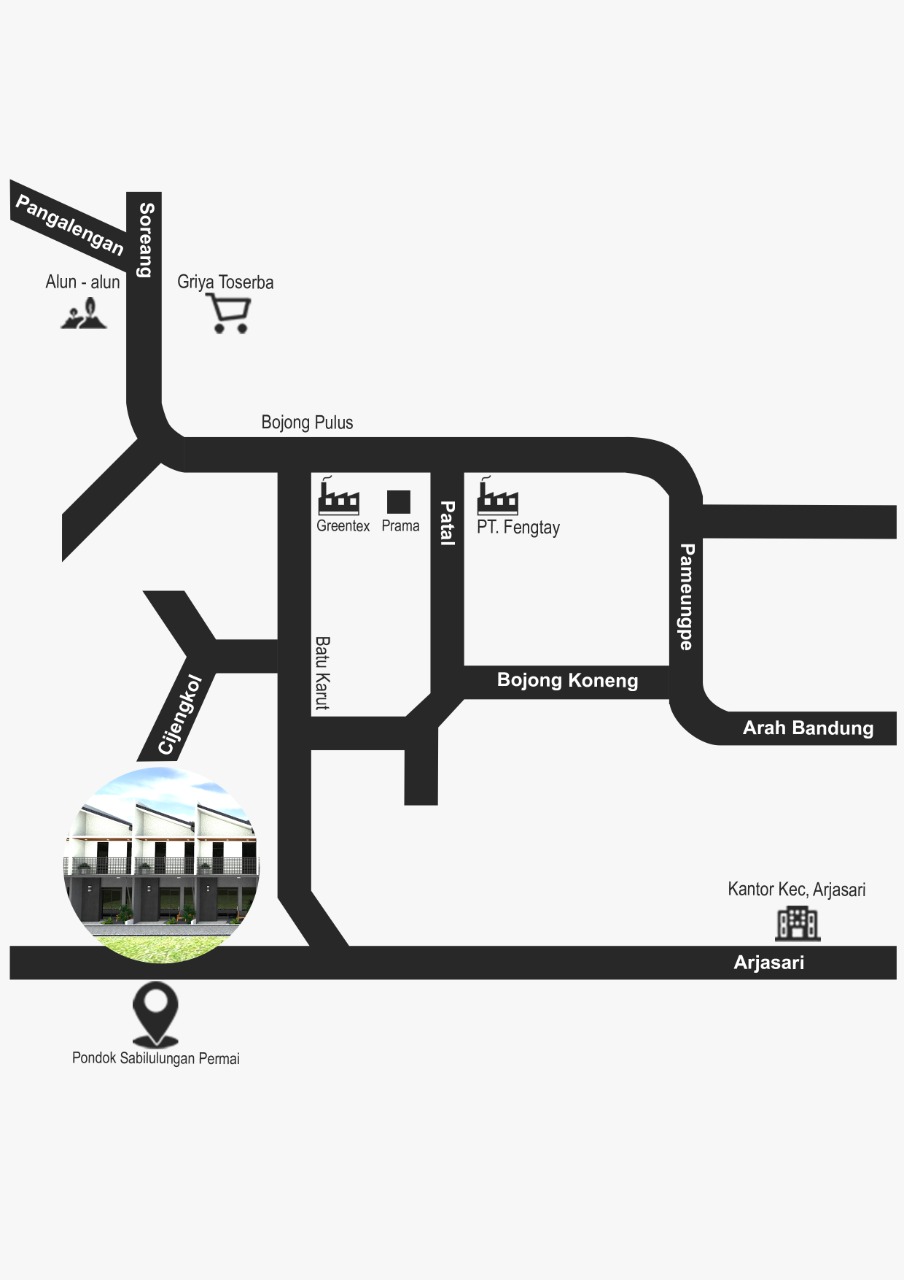 Pangalengan
Soreang
Alun - alun
Griya Toserba
Bojong Pulus
Greentex
Prama
Patal
PT. Fengtay
Pameungpe
Batu Karut
Bojong Koneng
Cijengkol
Arah Bandung
Kantor Kec, Arjasari
Arjasari
Pondok Sabilulungan Permai